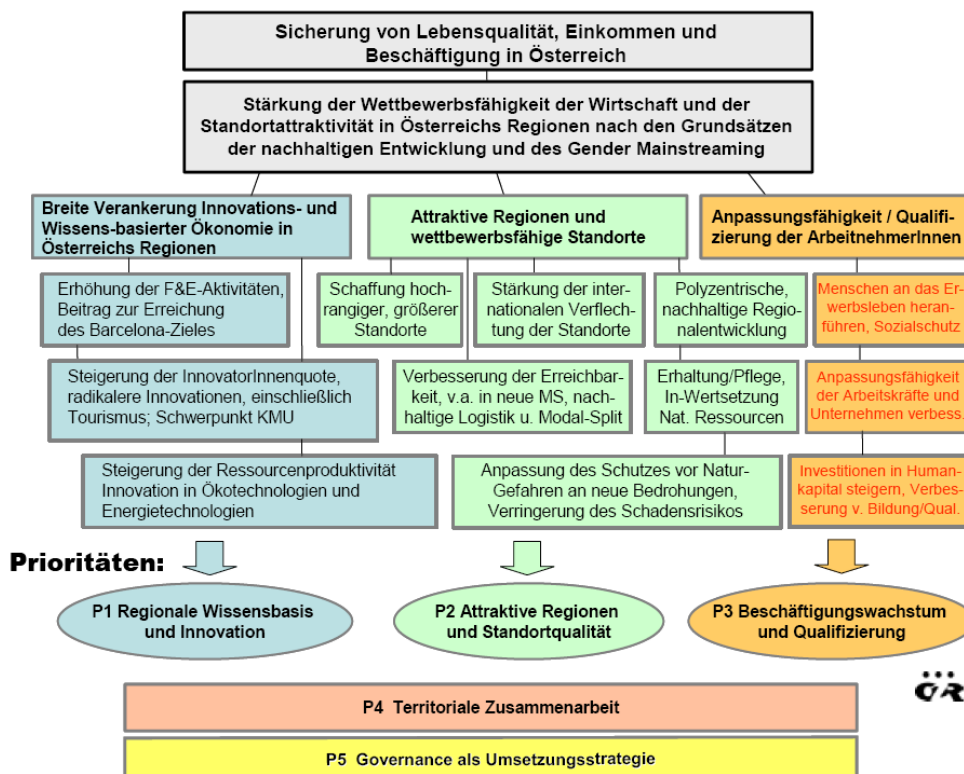 Sicherung von Lebensqualität, Einkommen und
Beschäftigung in Österreich
Stärkung der Wettbewerbsfähigkeit der Wirtschaft und der
Standortattraktivität in Österreichs Regionen nach den Grundsätzen
der nachhaltigen Entwicklung und des Gender Mainstreaming
Breite Verankerung Innovations- und
Wissens-basierter Ökonomie in
Österreichs Regionen
Attraktive Regionen und
wettbewerbsfähige Standorte
Anpassungsfähigkeit / Qualifi-
zierung der ArbeitnehmerInnen
Erhöhung der F&E-Aktivitäten,
Beitrag zur Erreichung
des Barcelona-Zieles
Schaffung hoch-
rangiger, größerer
Standorte
Stärkung der inter-
nationalen Verflech-
tung der Standorte
Polyzentrische,
nachhaltige Regio-
nalentwicklung
Menschen an das Er-
werbsleben heran-
führen, Sozialschutz
Steigerung der InnovatorInnenquote,
radikalere Innovationen, einschließlich
Tourismus; Schwerpunkt KMU
Verbesserung der Erreichbar-
keit, v.a. in neue MS, nach-
haltige Logistik u. Modal-Split
Erhaltung/Pflege,
In-Wertsetzung
Nat. Ressourcen
Anpassungsfähigkeit
der Arbeitskräfte und
Unternehmen verbess.
Steigerung der Ressourcenproduktivität
Innovation in Ökotechnologien und
Energietechnologien
Anpassung des Schutzes vor Natur-
Gefahren an neue Bedrohungen,
Verringerung des Schadensrisikos
Investitionen in Human-
kapital steigern, Verbes-
serung v. Bildung/Qual.
Prioritäten:
P1 Regionale Wissensbasis
und Innovation
P2 Attraktive Regionen
und Standortqualität
P3 Beschäftigungswachstum
und Qualifizierung
P4 Territoriale Zusammenarbeit
P5 Governance als Umsetzungsstrategie